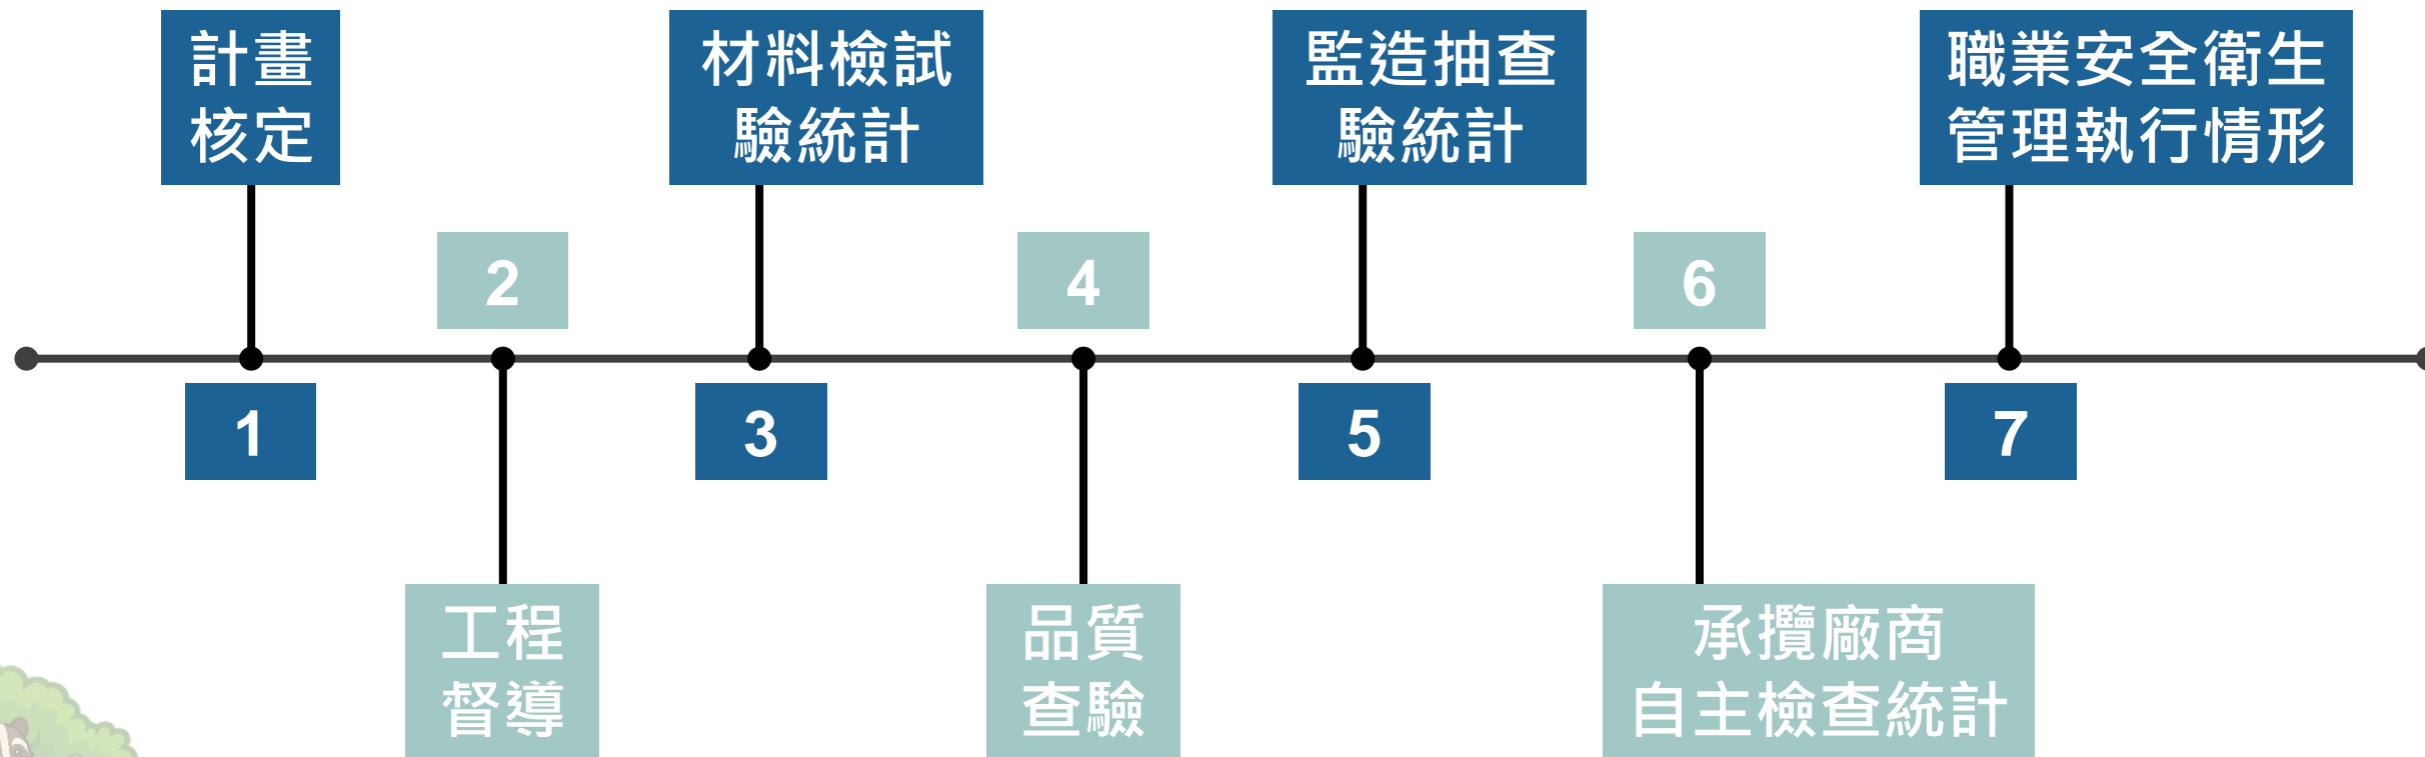 計畫
核定
1
2
工程
督導
材料檢試
驗統計
3
4
品質
查驗
監造抽查
驗統計
5
6
承攬廠商
自主檢查統計
職業安全衛生
管理執行情形
7